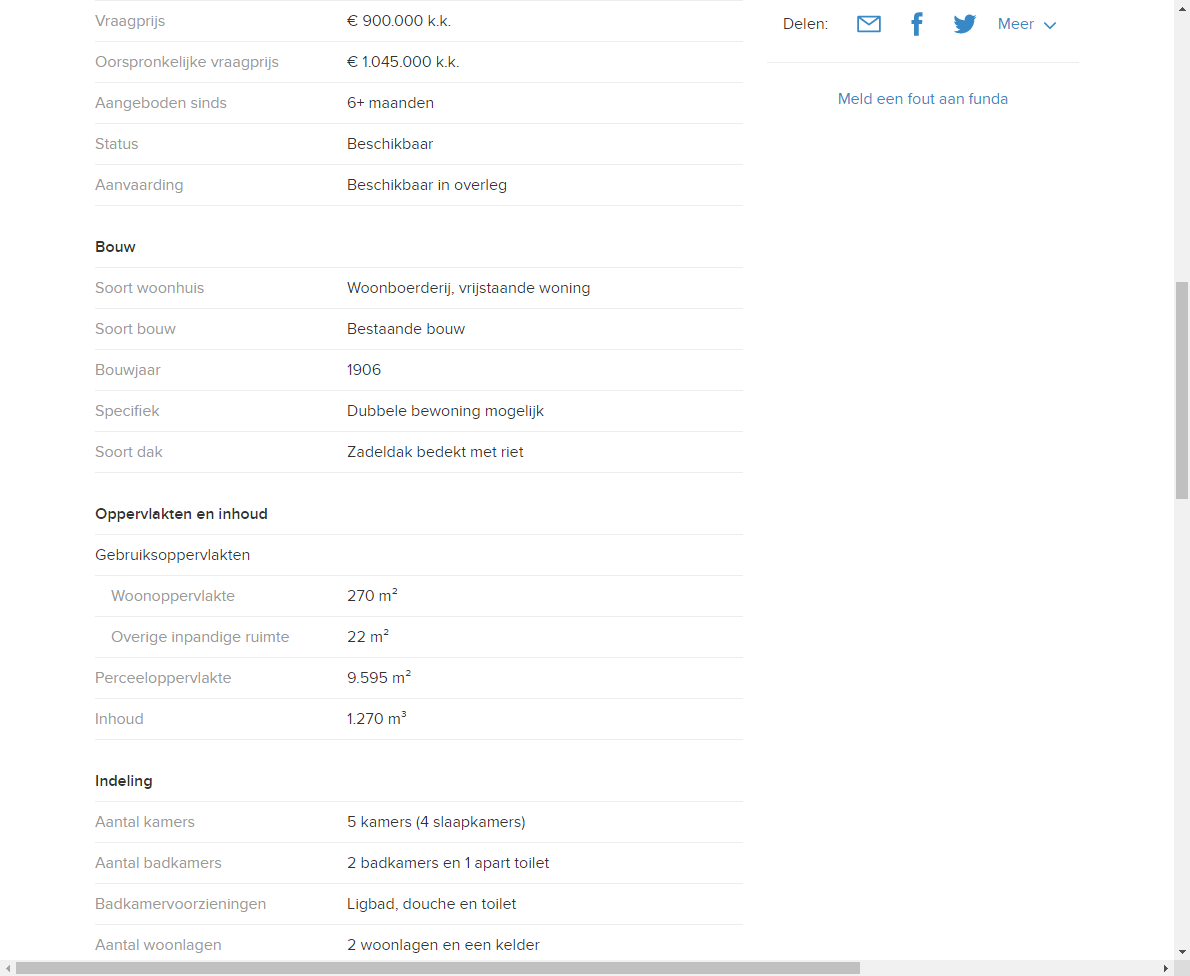 Vraagprijs € 900.000 k.k.
Oorspronkelijke vraagprijs € 1.045.000 k.k.
Aangeboden sinds 6+ maanden
Status Beschikbaar
Aanvaarding Beschikbaar in overleg
Bouw
Soort woonhuis Woonboerderij, vrijstaande woning
Soort bouw Bestaande bouw
Bouwjaar 1906
Specifiek Dubbele bewoning mogelijk
Soort dak Zadeldak bedekt met riet
Oppervlakten en inhoud
Gebruiksoppervlakten
Woonoppervlakte 270 m²
Overige inpandige ruimte 22 m²
Perceeloppervlakte 9.595 m²
Inhoud 1.270 m³
Indeling
Aantal kamers 5 kamers (4 slaapkamers)
Aantal badkamers 2 badkamers en 1 apart toilet
Badkamervoorzieningen Ligbad, douche en toilet
Aantal woonlagen 2 woonlagen en een kelder
Delen: Meer
Meld een fout aan funda